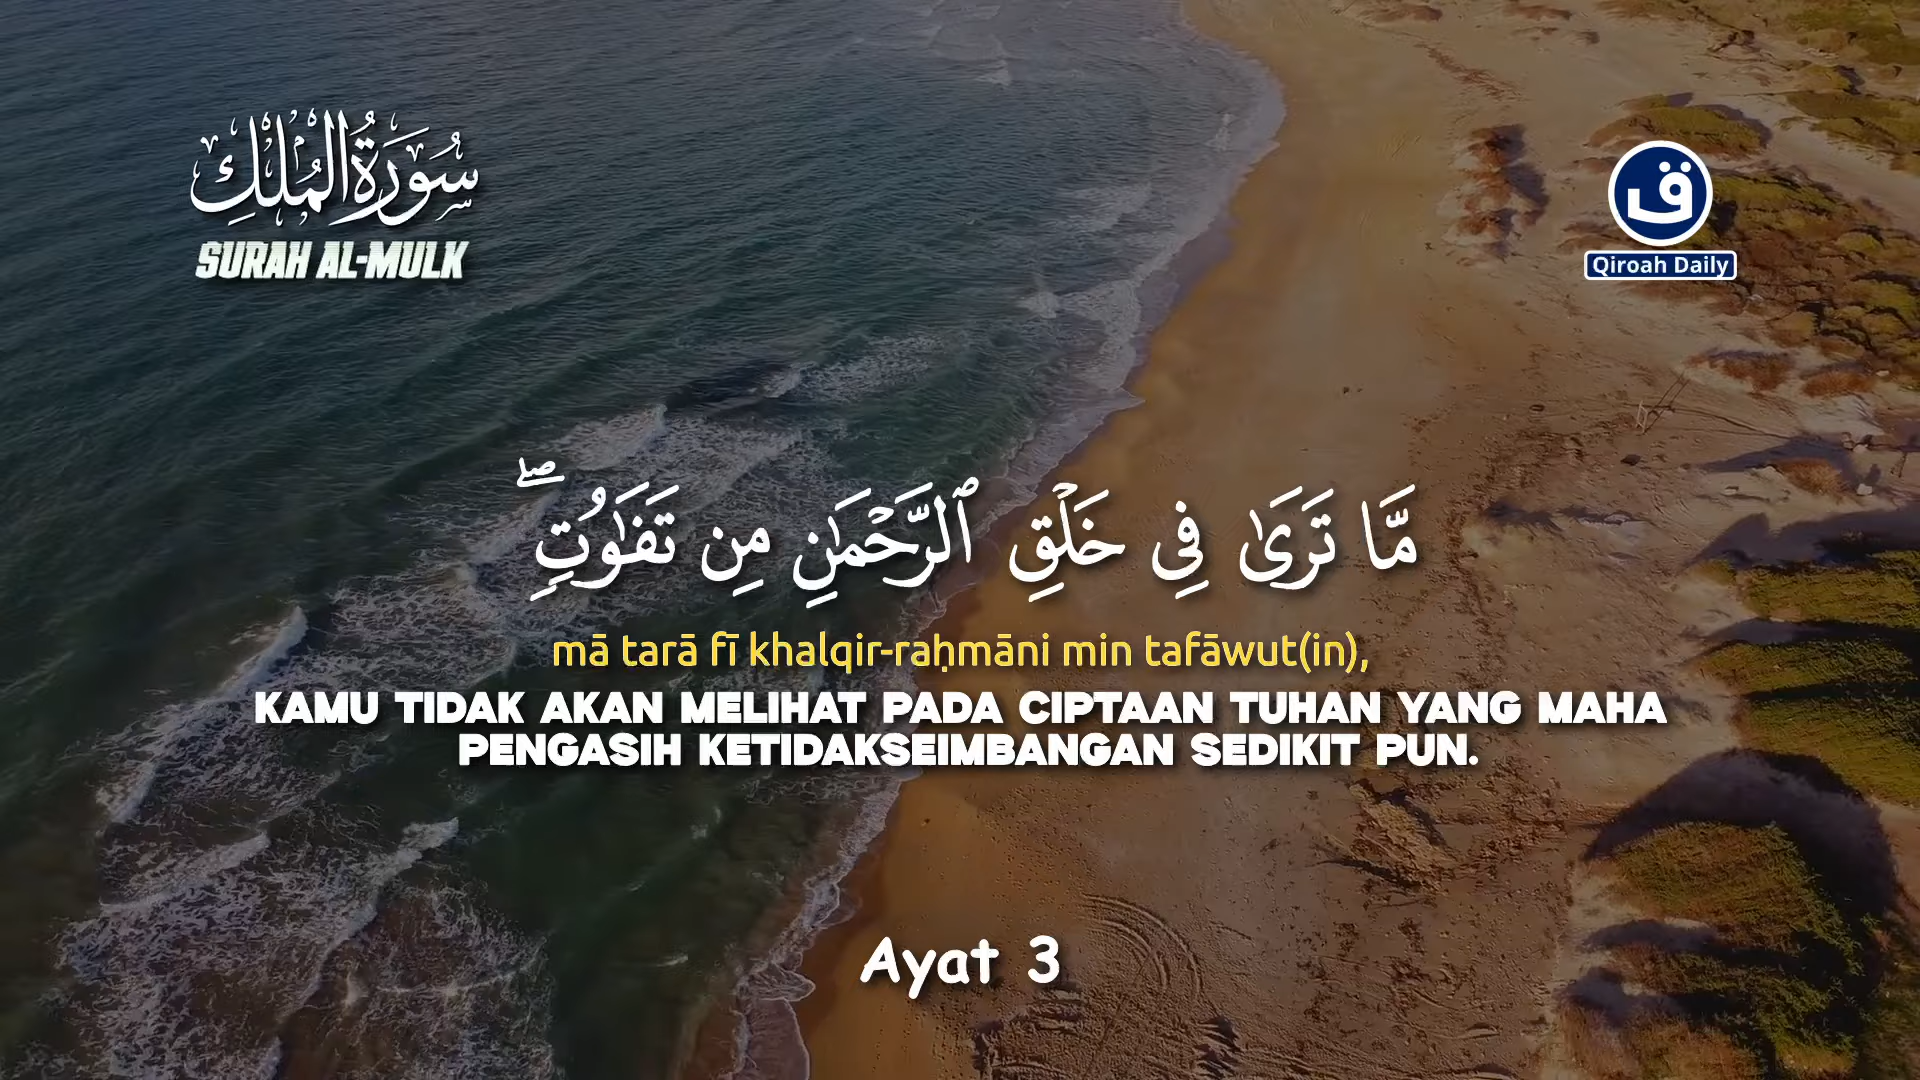 سُورَةُ الْمُلْكِ
SURAH AL-MULK
ق
Qiroah Daily
مَّا تَرَىٰ فِي خَلْقِ ٱلرَّحْمَـٰنِ مِن تَفَـٰوُتٍۖ
mā tarā fī khalqir-raḥmāni min tafāwut(in),
KAMU TIDAK AKAN MELIHAT PADA CIPTAAN TUHAN YANG MAHA
PENGASIH KETIDAKSEIMBANGAN SEDIKIT PUN.
Ayat 3